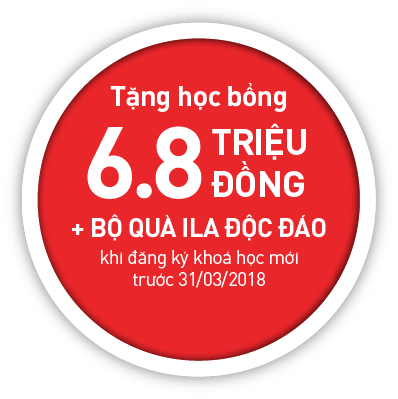 Tặng học bổng
6.8 TRIỆU ĐỒNG
+ BỘ QUÀ ILA ĐỘC ĐÁO
khi đăng ký khoá học mới
trước 31/03/2018